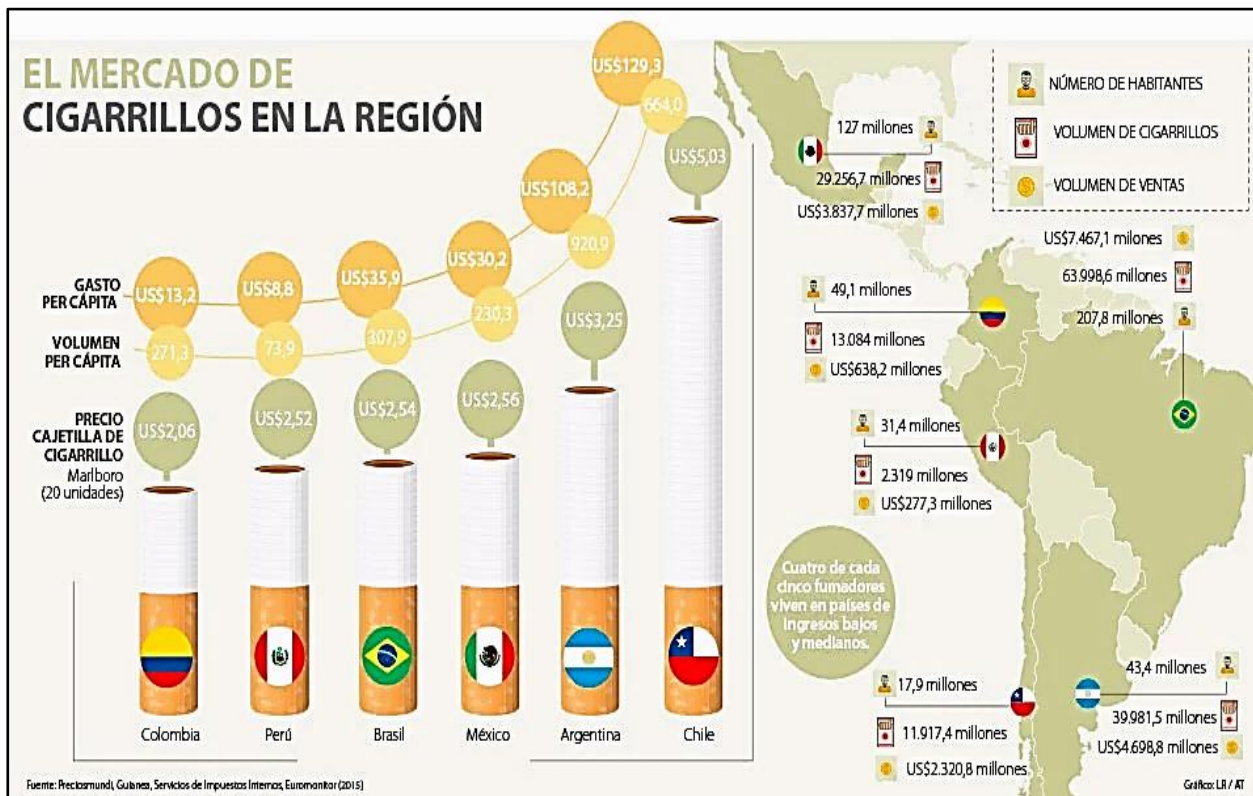 EL MERCADO DE
CIGARRILLOS EN LA REGIÓN
GASTO
PER CÁPITA
US$13,2
US$8,8
US$35,9
US$30,2
US$108,2
US$129,3
VOLUMEN
PER CÁPITA
271,3
73,9
307,9
230,3
920,9
664,0
PRECIO
CAJETILLA DE
CIGARRILLO
Marlboro
(20 unidades)
US$2,06
US$2,52
US$2,54
US$2,56
US$3,25
US$5,03
Colombia
Perú
Brasil
México
Argentina
Chile
NÚMERO DE HABITANTES
VOLUMEN DE CIGARRILLOS
VOLUMEN DE VENTAS
127 millones
29.256,7 millones
US$3.837,7 millones
US$7.467,1 milones
63.998,6 millones
207,8 millones
49,1 millones
13.084 millones
US$638,2 millones
31,4 millones
2.319 millones
US$277,3 millones
Cuatro de cada
cinco fumadores
viven en países de
ingresos bajos
y medianos.
17,9 millones
11.917,4 millones
US$2.320,8 millones
43,4 millones
39.981,5 millones
US$4.698,8 millones
Fuente: Preciosmundi, Guianea, Servicios de Impuestos Internos, Euromonitor (2015)
Gráfico: LR / AT